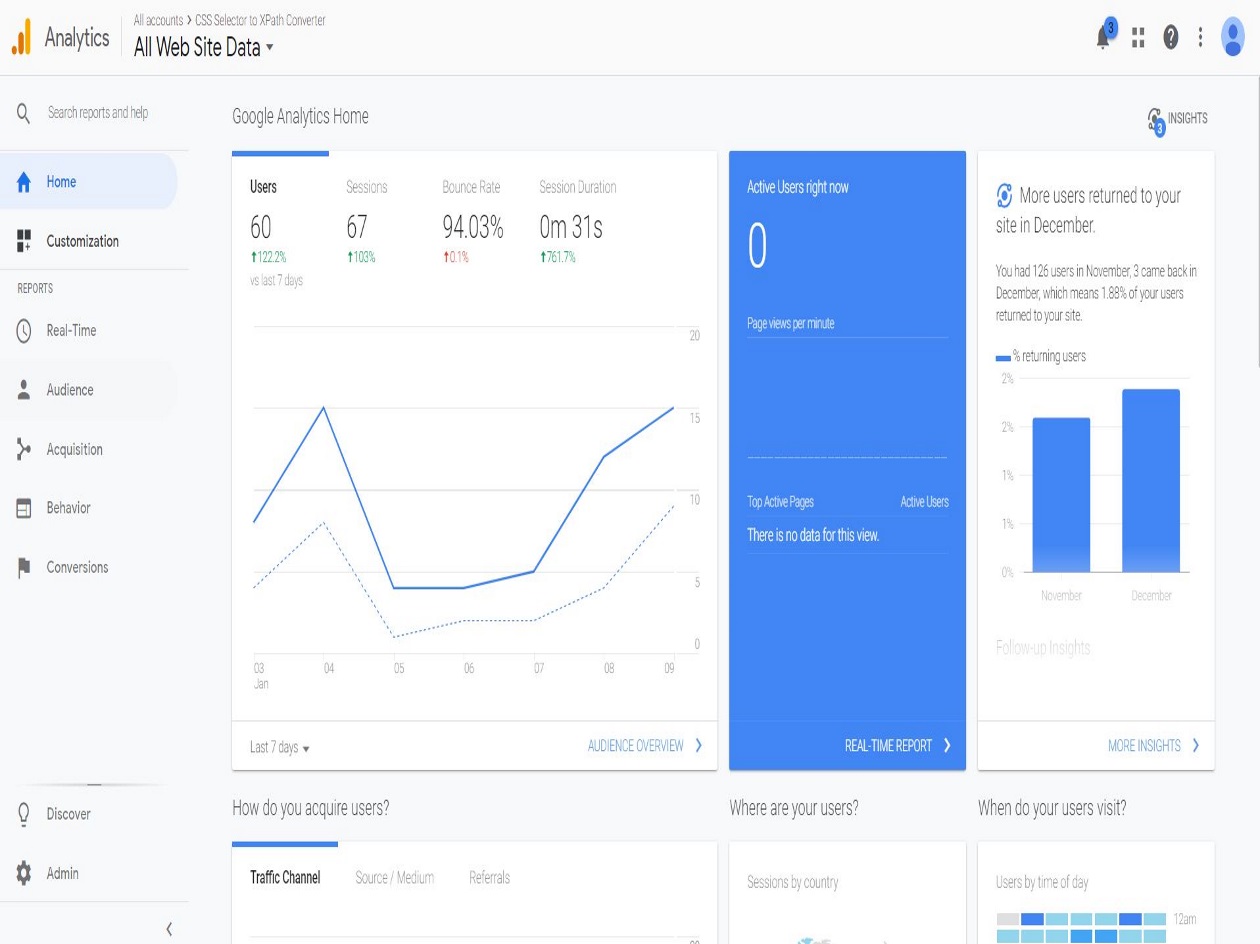 Analytics
All accounts > CSS Selector to XPath Converter
All Web Site Data
3
Search reports and help
Home
Customization
REPORTS
Real-Time
Audience
Acquisition
Behavior
Conversions
Discover
Admin
Google Analytics Home
INSIGHTS
3
Users Sessions Bounce Rate Session Duration
60 67 94.03% 0m 31s
122.2% 103% 0.1% 761.7%
vs last 7 days
20
15
10
5
0
03 04 05 06 07 08 09
Jan
Last 7 days
AUDIENCE OVERVIEW
Active Users right now
0
Page views per minute
Top Active Pages Active Users
There is no data for this view.
REAL-TIME REPORT
More users returned to your
site in December.
You had 126 users in November, 3 came back in
December, which means 1.88% of your users
returned to your site.
% returning users
2%
2%
1%
1%
0%
November December
Follow-up Insights
MORE INSIGHTS
How do you acquire users?
Traffic Channel Source / Medium Referrals
Where are your users?
Sessions by country
When do your users visit?
Users by time of day
12am